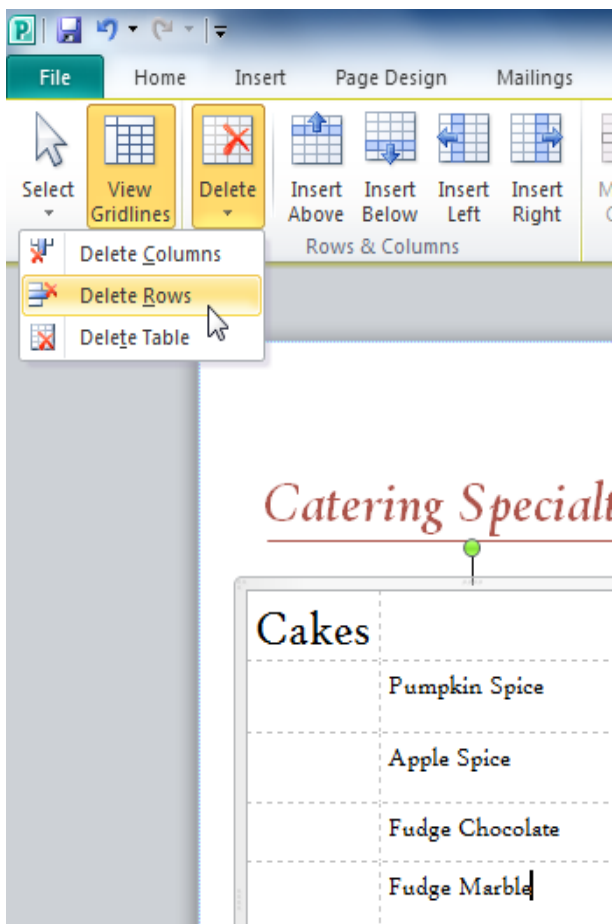 File Home Insert Page Design Mailings
Select View Gridlines Delete Insert Above Insert Below Insert Left Insert Right
Rows & Columns
Delete Columns
Delete Rows
Delete Table
Catering Special
Cakes
Pumpkin Spice
Apple Spice
Fudge Chocolate
Fudge Marble